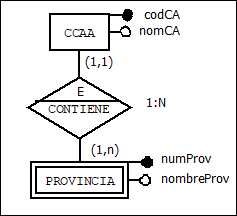 codCA
CCAA
nomCA
(1,1)
E
CONTIENE
1:N
(1,n)
numProv
PROVINCIA
nombreProv